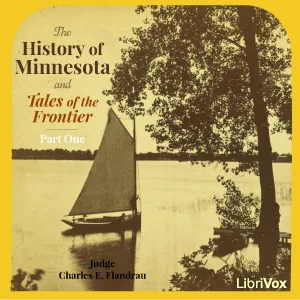 The
History of
Minnesota
and
Tales of the
Frontier
Part One
Judge
Charles E. Flandrau
LibriVox